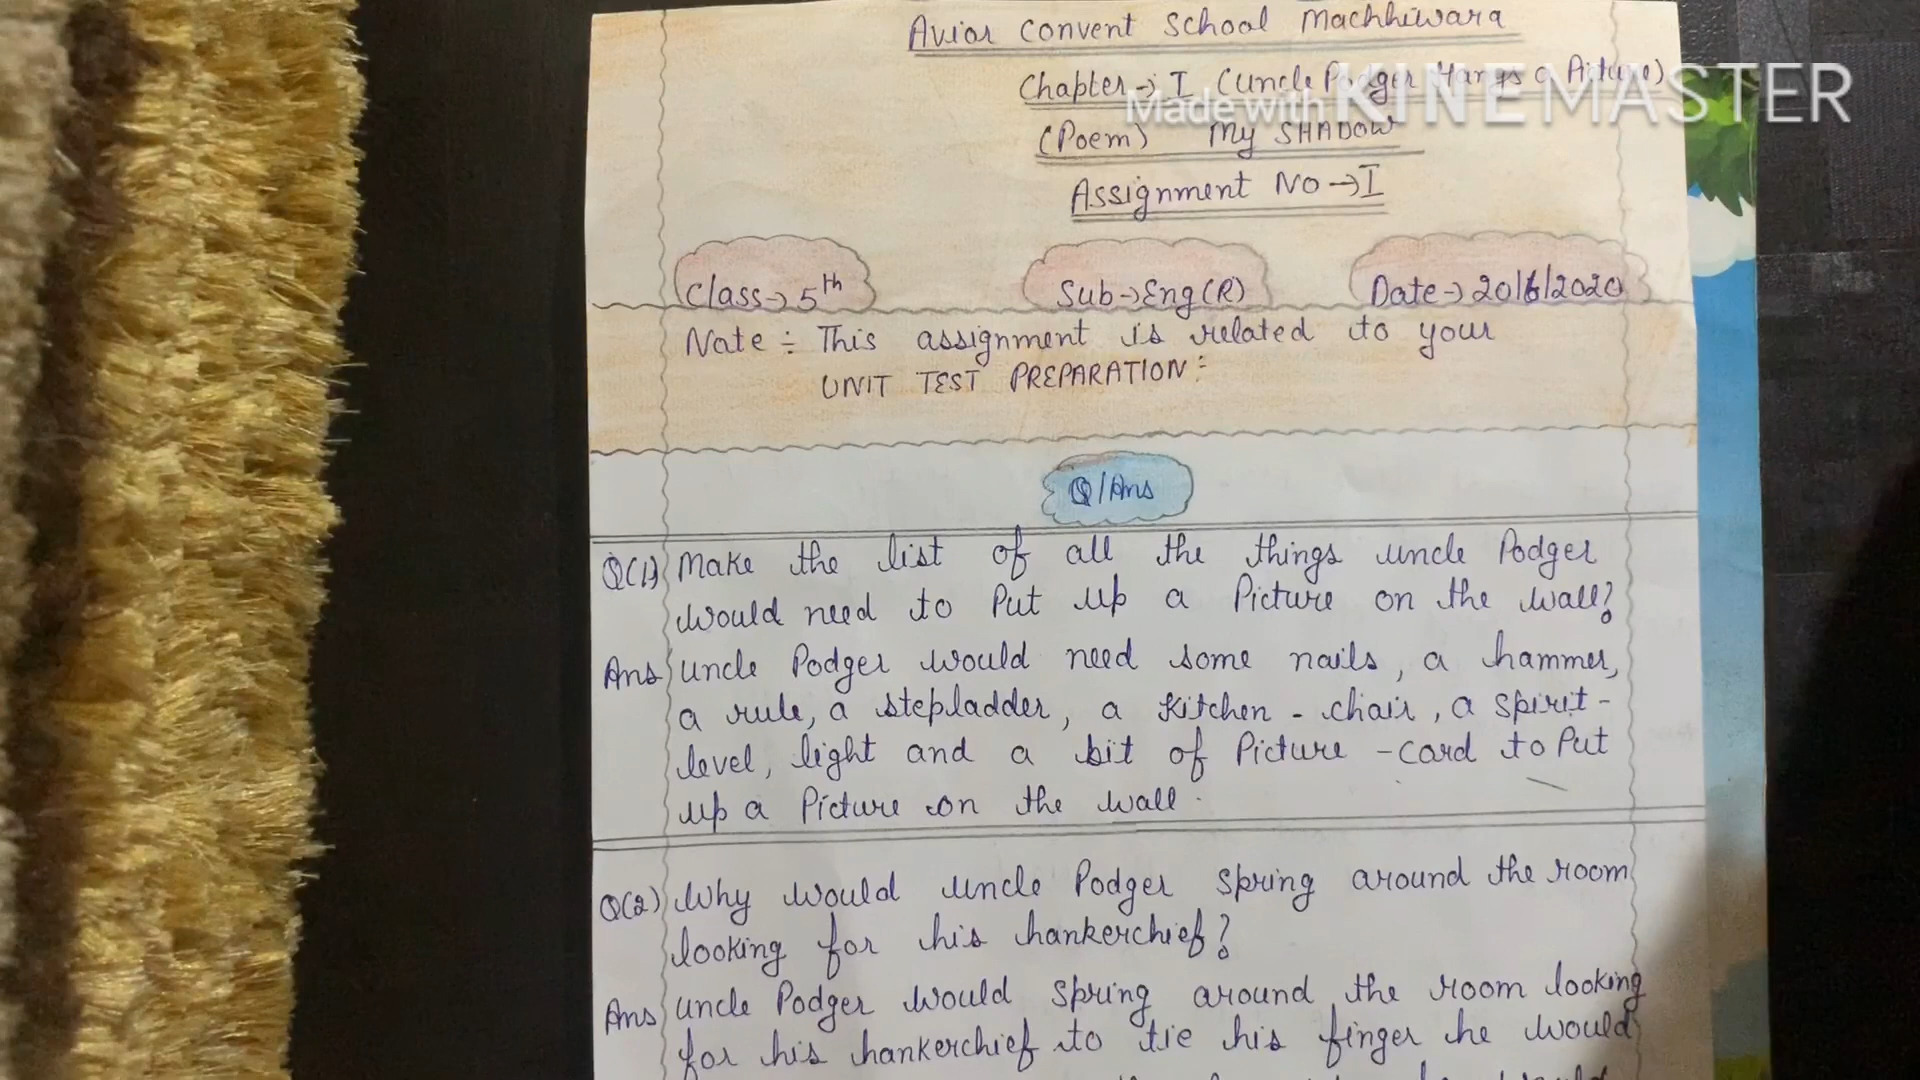 Avior Convent School Machhiwara
Chapter→ I (Uncle Podger Hangs a Picture)
Made with KINEMASTER
(Poem) My SHADOW
Assignment No→I
Class→ 5th
Sub→Eng(R)
Date→ 20/6/2020
Note ÷ This assignment is related to your
UNIT TEST PREPARATION:-
Q/Ans
Q(1) Make the list of all the things uncle Podger
would need to Put up a Picture on the wall?
Ans Uncle Podger would need some nails, a hammer,
a rule, a stepladder, a kitchen - chair, a spirit-
level, light and a bit of Picture -card to Put
up a Picture on the wall.
Q(2) Why would uncle Podger spring around the room
looking for his hankerchief?
Ans Uncle Podger would spring around the room looking
for his hankerchief to tie his finger he would